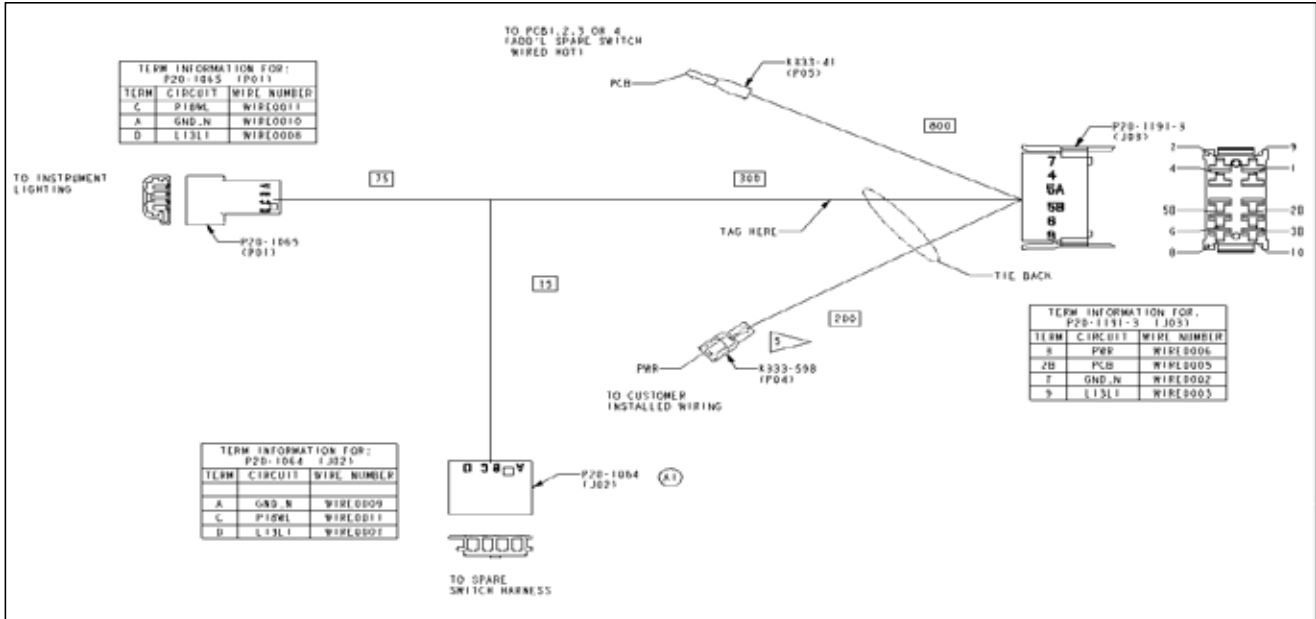 TO PCB1,2,3 OR 4
(ADD'L SPARE SWITCH
WIRED HOT)
K333-41
(P05)
PCB
TERM INFORMATION FOR:
P20-1065 (P01)
TERM CIRCUIT WIRE NUMBER
C P18WL WIRE0011
A GND_N WIRE0010
D L13L1 WIRE0008
800
P20-1191-3
(J03)
7
4
5A
5B
6
9
4
1
5B
2B
6
3B
8
10
TO INSTRUMENT
LIGHTING
75
300
P20-1065
(P01)
TAG HERE
TIE BACK
15
200
5
PWR
K333-598
(P04)
TO CUSTOMER
INSTALLED WIRING
TERM INFORMATION FOR:
P20-1191-3 (J03)
TERM CIRCUIT WIRE NUMBER
PWR WIRE0006
2B PCB WIRE0005
7 GND_N WIRE0002
9 L13L1 WIRE0003
TERM INFORMATION FOR:
P20-1064 (J02)
TERM CIRCUIT WIRE NUMBER
A GND_N WIRE0009
C P18WL WIRE0011
D L13L1 WIRE0007
A B C D
P20-1064
(J02)
A1
TO SPARE
SWITCH HARNESS